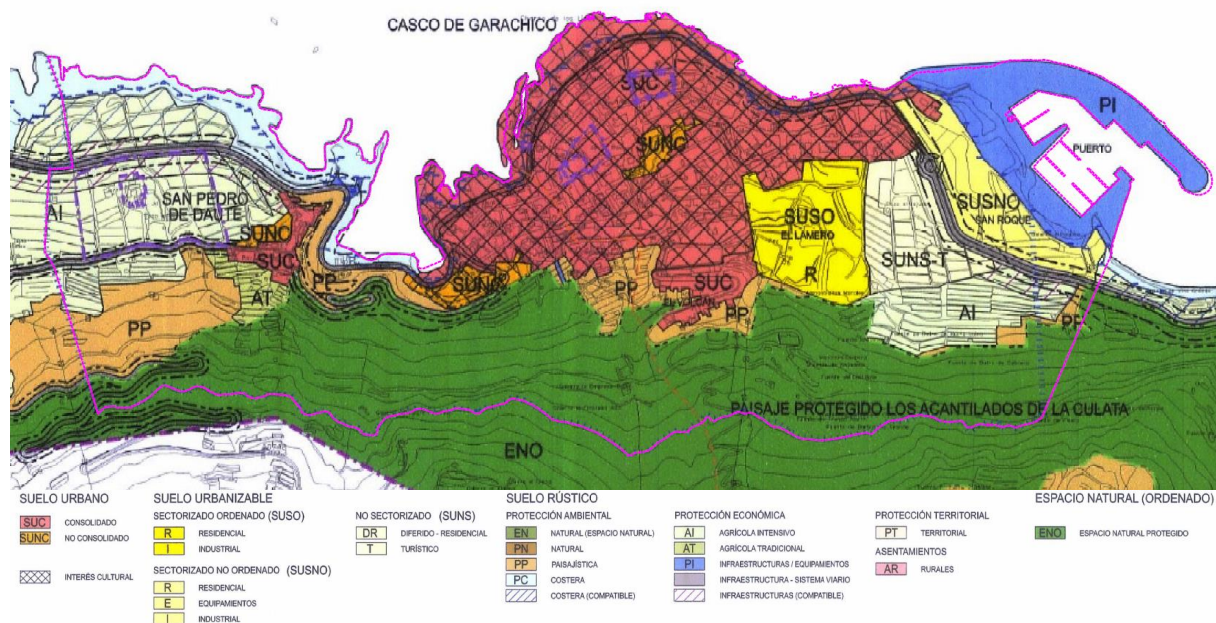 CASCO DE GARACHICO
SUC
PI
SUNC
PUERTO
AI
SAN PEDRO
DE DAUTE
SUSO
EL LAMERO
SUSNO
SAN ROQUE
SUNC
SUC
SUNS-T
PP
SUNC
PP
SUC
EL VOLCÁN
R
AT
PP
PP
AI
PP
PAISAJE PROTEGIDO LOS ACANTILADOS DE LA CULATA
ENO
SUELO URBANO
SUC CONSOLIDADO
SUNC NO CONSOLIDADO
INTERÉS CULTURAL
SUELO URBANIZABLE
SECTORIZADO ORDENADO (SUSO)
R RESIDENCIAL
I INDUSTRIAL
SECTORIZADO NO ORDENADO (SUSNO)
R RESIDENCIAL
E EQUIPAMIENTOS
I INDUSTRIAL
NO SECTORIZADO (SUNS)
DR DIFERIDO - RESIDENCIAL
T TURÍSTICO
SUELO RÚSTICO
PROTECCIÓN AMBIENTAL
EN NATURAL (ESPACIO NATURAL)
PN NATURAL
PP PAISAJÍSTICA
PC COSTERA
COSTERA (COMPATIBLE)
PROTECCIÓN ECONÓMICA
AI AGRÍCOLA INTENSIVO
AT AGRÍCOLA TRADICIONAL
PI INFRAESTRUCTURAS / EQUIPAMIENTOS
INFRAESTRUCTURA - SISTEMA VIARIO
INFRAESTRUCTURAS (COMPATIBLE)
PROTECCIÓN TERRITORIAL
PT TERRITORIAL
ASENTAMIENTOS
AR RURALES
ESPACIO NATURAL (ORDENADO)
ENO ESPACIO NATURAL PROTEGIDO